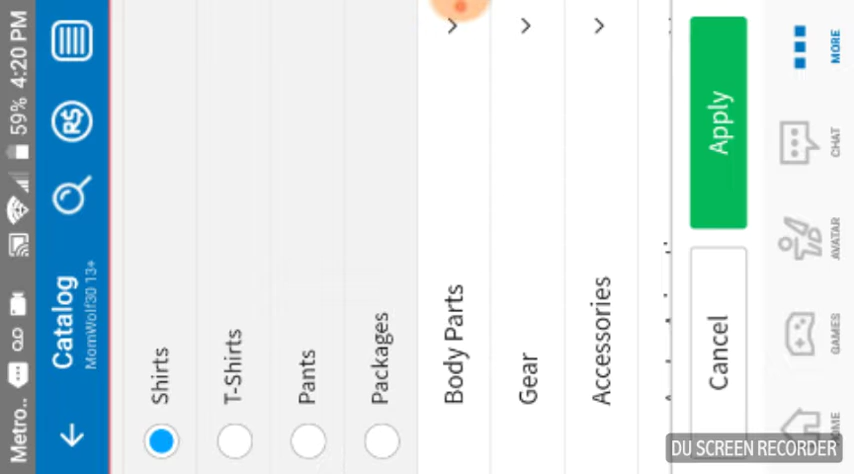 Metro.. 59% 4:20 PM
Catalog
MomWolf30 13+
R$
Shirts
T-Shirts
Pants
Packages
Body Parts
Gear
Accessories
Cancel
Apply
GAMES
AVATAR
CHAT
MORE
DU SCREEN RECORDER